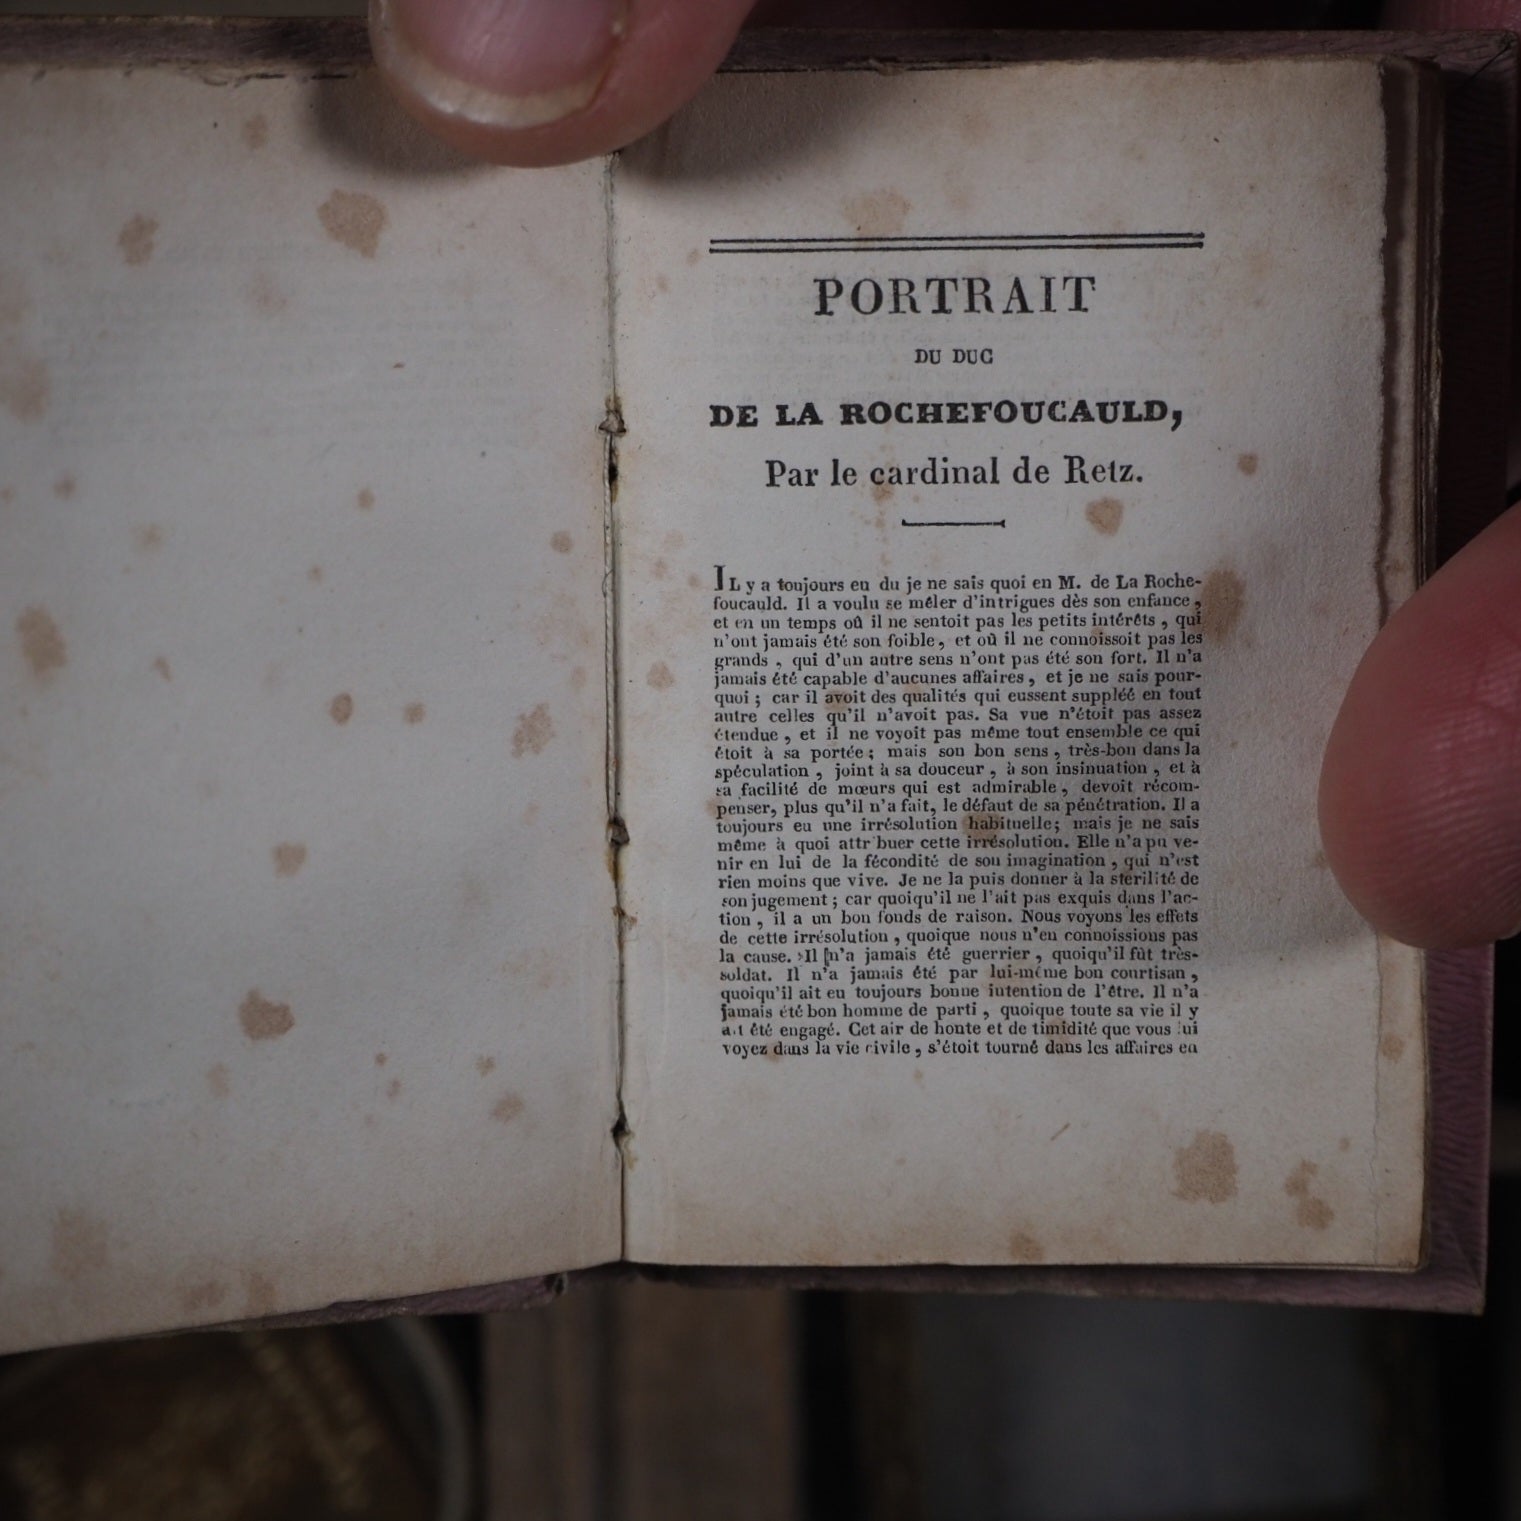 PORTRAIT
DU DUC
DE LA ROCHEFOUCAULD,
Par le cardinal de Retz.
IL y a toujours eu du je ne sais quoi en M. de La Roche-
foucauld. Il a voulu se mêler d'intrigues dès son enfance,
et en un temps où il ne sentoit pas les petits intérêts, qui
n'ont jamais été son foible, et où il ne connoissoit pas les
grands, qui d'un autre sens n'ont pas été son fort. Il n'a
jamais été capable d'aucunes affaires, et je ne sais pour-
quoi; car il avoit des qualités qui eussent suppléé en tout
autre celles qu'il n'avoit pas. Sa vue n'étoit pas assez
étendue, et il ne voyoit pas même tout ensemble ce qui
étoit à sa portée; mais son bon sens, très-bon dans la
spéculation, joint à sa douceur, à son insinuation, et à
sa facilité de mœurs qui est admirable, devoit récom-
penser, plus qu'il n'a fait, le défaut de sa pénétration. Il a
toujours eu une irrésolution habituelle; mais je ne sais
même à quoi attribuer cette irrésolution. Elle n'a pu ve-
nir en lui de la fécondité de son imagination, qui n'est
rien moins que vive. Je ne la puis donner à la stérilité de
son jugement; car quoiqu'il ne l'ait pas exquis dans l'ac-
tion, il a un bon fonds de raison. Nous voyons les effets
de cette irrésolution, quoique nous n'en connoissions pas
la cause. Il n'a jamais été guerrier, quoiqu'il fût très-
soldat. Il n'a jamais été par lui-même bon courtisan,
quoiqu'il ait eu toujours bonne intention de l'être. Il n'a
jamais été bon homme de parti, quoique toute sa vie il y
ait été engagé. Cet air de honte et de timidité que vous lui
voyez dans la vie civile, s'étoit tourné dans les affaires en